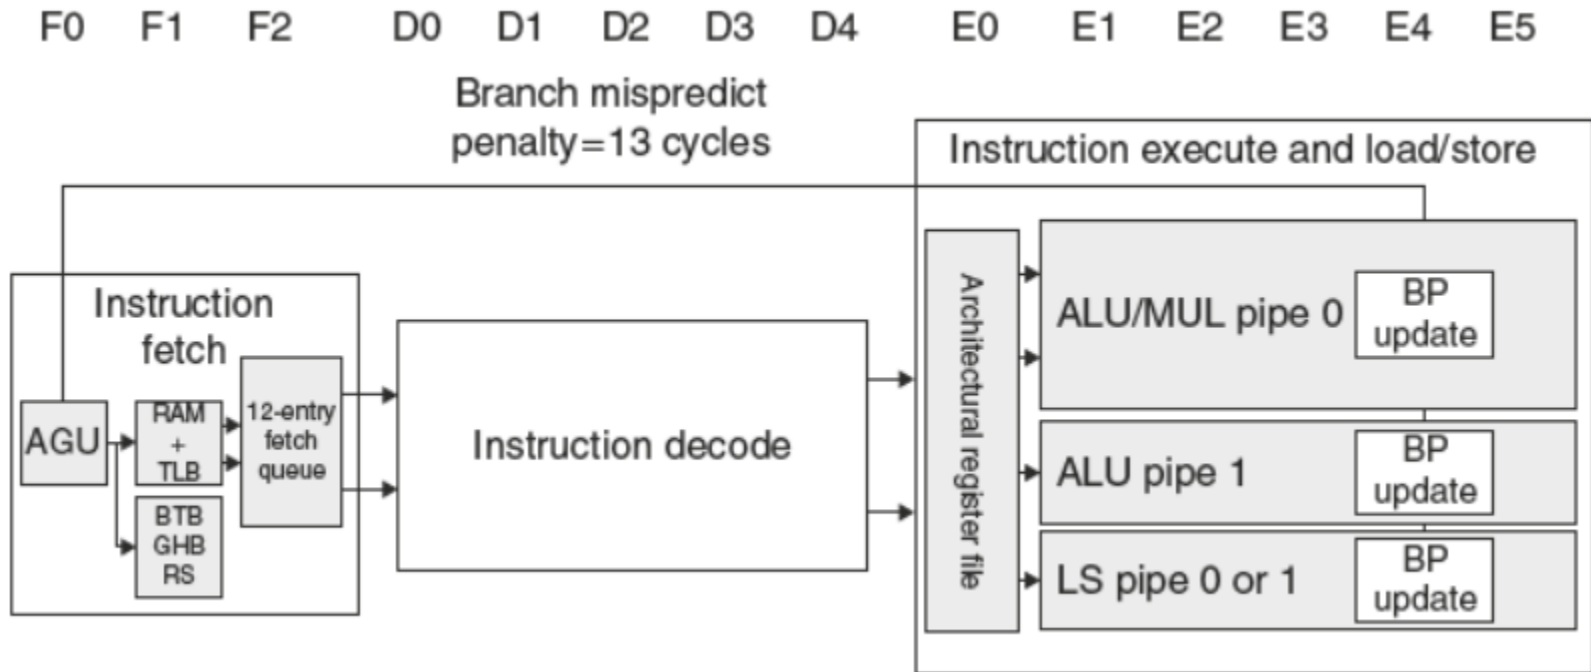 F0 F1 F2 D0 D1 D2 D3 D4 E0 E1 E2 E3 E4 E5
Branch mispredict
penalty=13 cycles
Instruction execute and load/store
Instruction
fetch
AGU
RAM
+
TLB
BTB
GHB
RS
12-entry
fetch
queue
Instruction decode
Architectural register file
ALU/MUL pipe 0
BP
update
ALU pipe 1
BP
update
LS pipe 0 or 1
BP
update